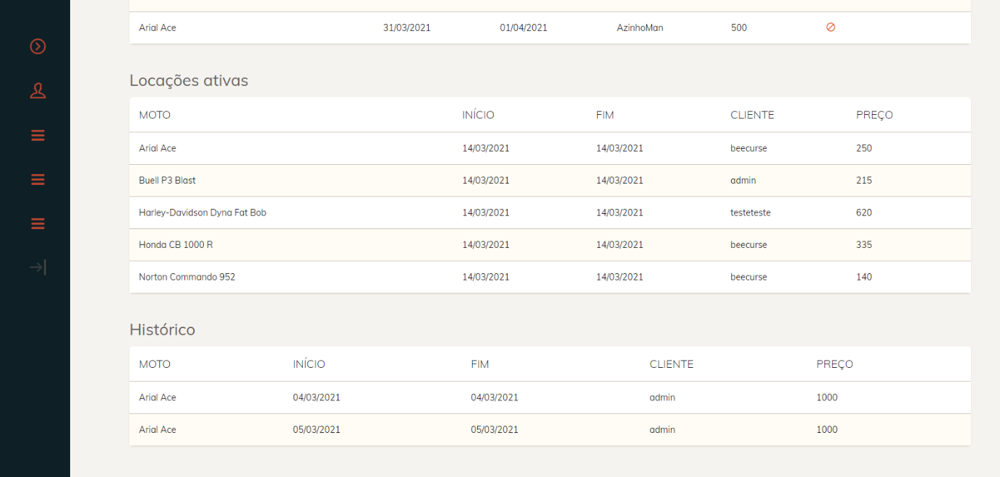 Arial Ace 31/03/2021 01/04/2021 AzinhoMan 500
Locações ativas
MOTO INÍCIO FIM CLIENTE PREÇO
Arial Ace 14/03/2021 14/03/2021 beecurse 250
Buell P3 Blast 14/03/2021 14/03/2021 admin 215
Harley-Davidson Dyna Fat Bob 14/03/2021 14/03/2021 testeteste 620
Honda CB 1000 R 14/03/2021 14/03/2021 beecurse 335
Norton Commando 952 14/03/2021 14/03/2021 beecurse 140
Histórico
MOTO INÍCIO FIM CLIENTE PREÇO
Arial Ace 04/03/2021 04/03/2021 admin 1000
Arial Ace 05/03/2021 05/03/2021 admin 1000